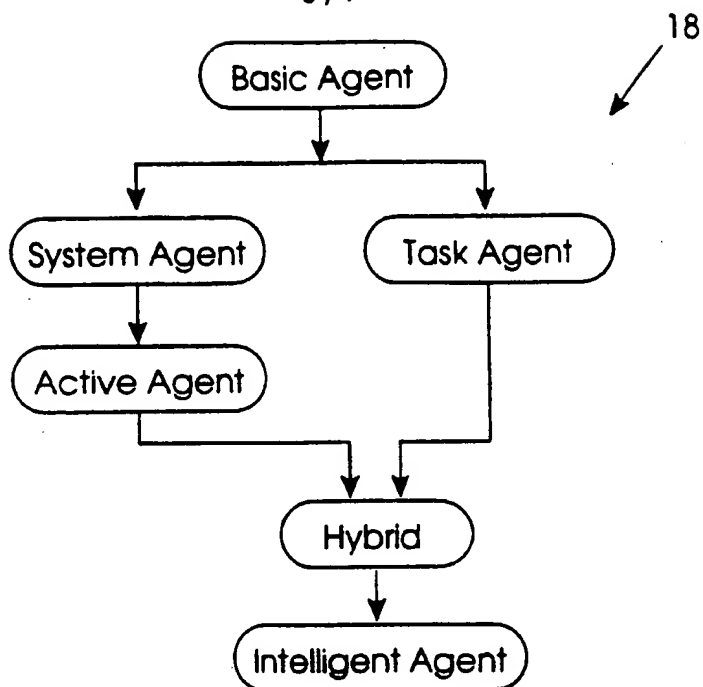 18
Basic Agent
System Agent
Task Agent
Active Agent
Hybrid
Intelligent Agent